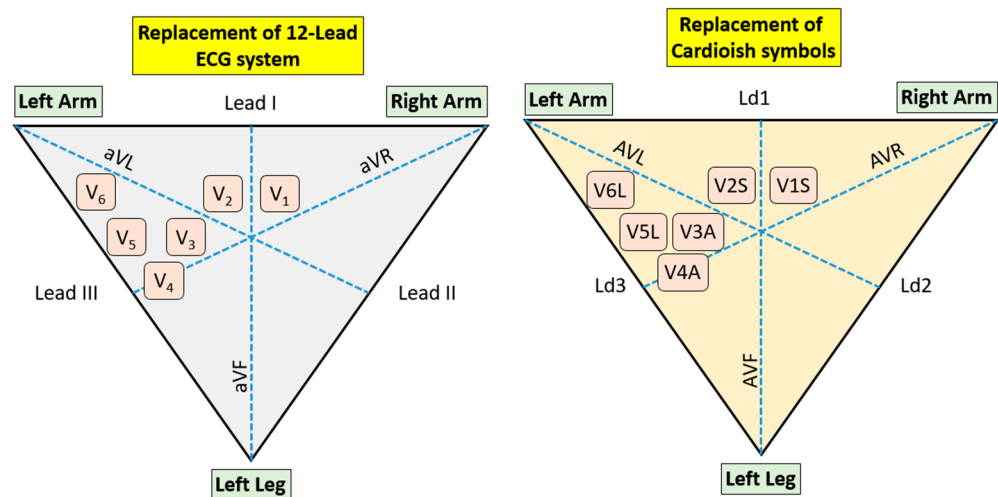 Replacement of 12-Lead
ECG system
Left Arm
Lead I
Right Arm
aVL
aVR
V₆
V₂
V₁
V₅
V₃
V₄
Lead III
Lead II
aVF
Left Leg
Replacement of
Cardioish symbols
Left Arm
Ld1
Right Arm
AVL
AVR
V6L
V2S
V1S
V5L
V3A
V4A
Ld3
Ld2
AVF
Left Leg